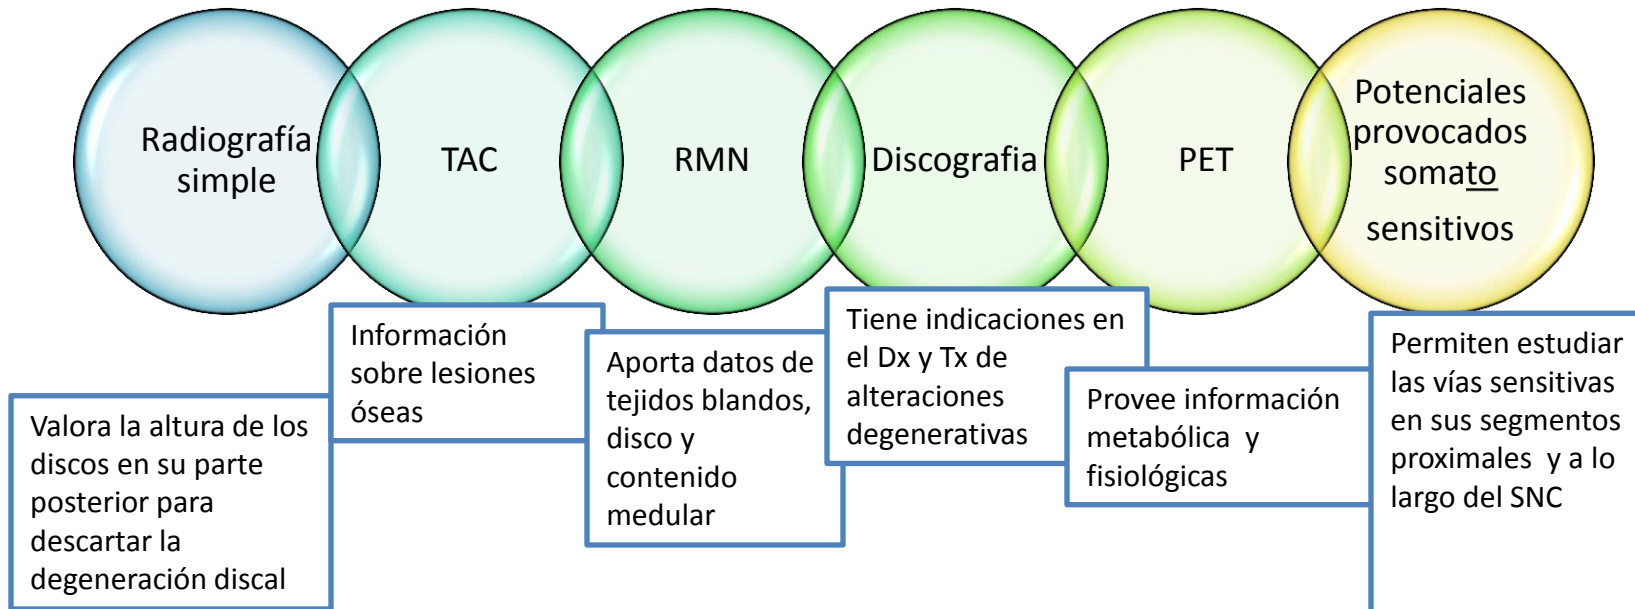 Radiografía
simple
TAC
RMN
Discografia
PET
Potenciales
provocados
somato
sensitivos
Valora la altura de los
discos en su parte
posterior para
descartar la
degeneración discal
Información
sobre lesiones
óseas
Aporta datos de
tejidos blandos,
disco y
contenido
medular
Tiene indicaciones en
el Dx y Tx de
alteraciones
degenerativas
Provee información
metabólica y
fisiológicas
Permiten estudiar
las vías sensitivas
en sus segmentos
proximales y a lo
largo del SNC